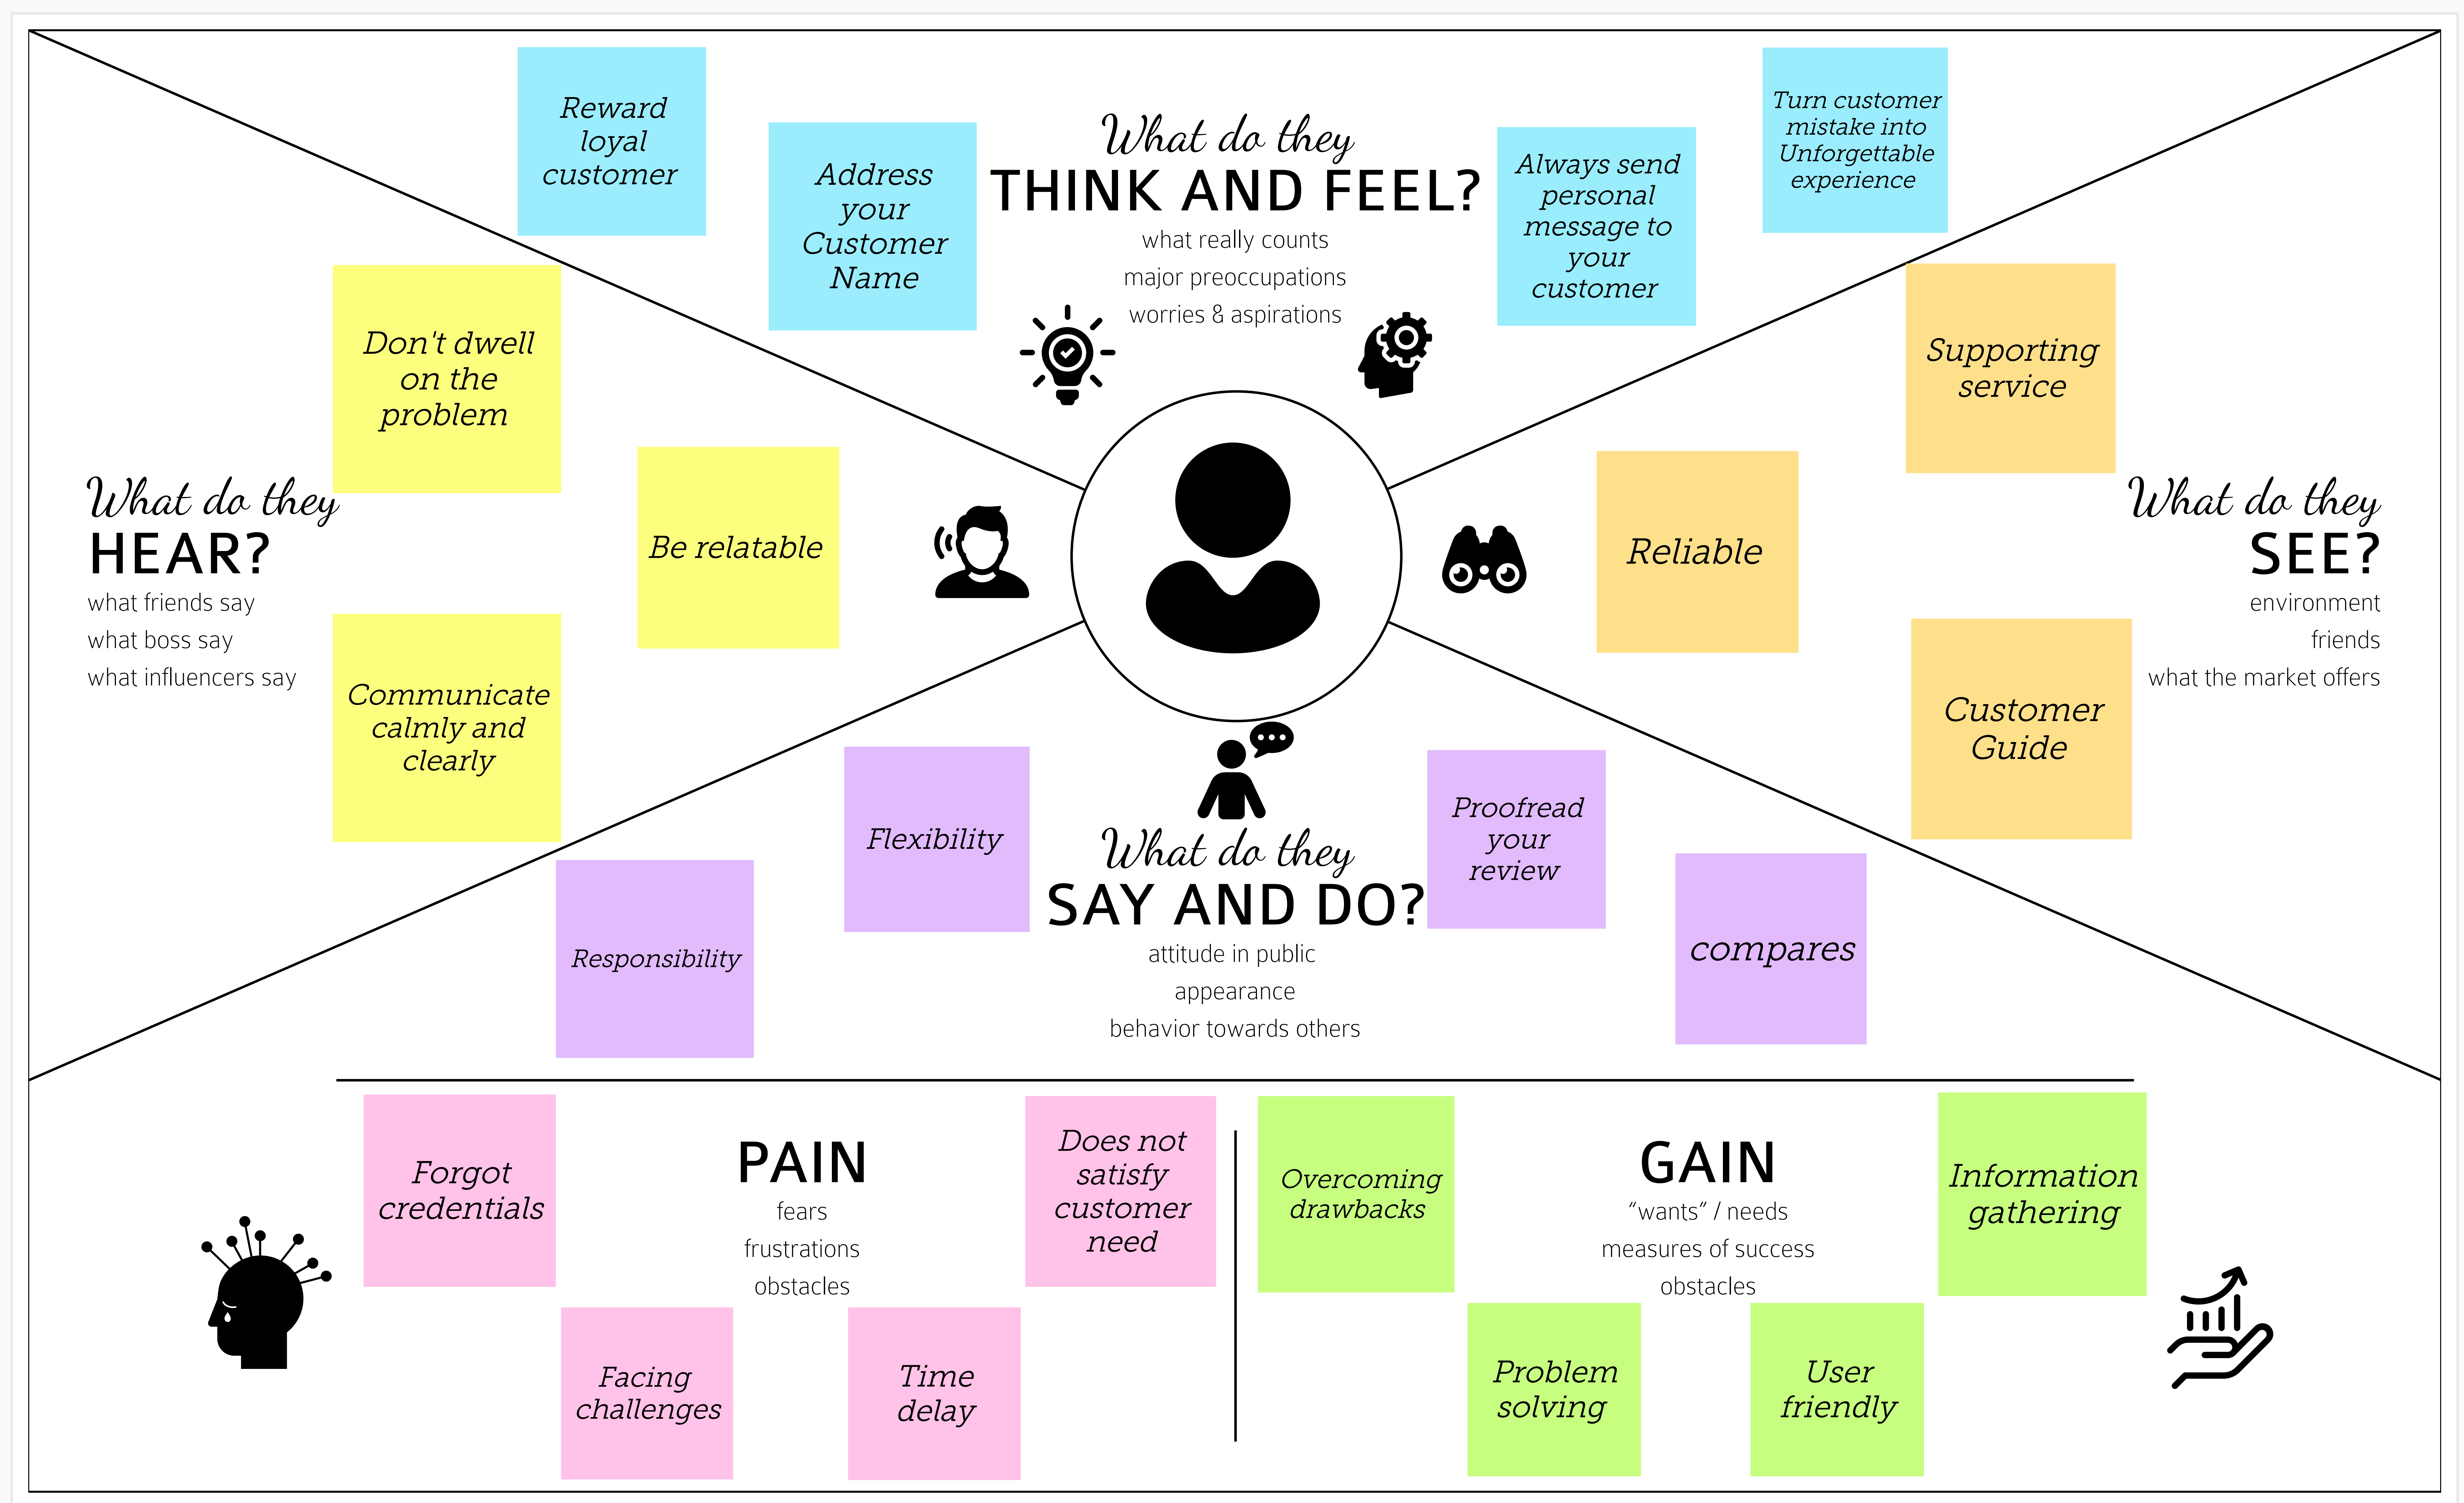 Reward
loyal
customer
Address
your
Customer
Name
What do they
THINK AND FEEL?
what really counts
major preoccupations
worries & aspirations
Always send
personal
message to
your
customer
Turn customer
mistake into
Unforgettable
experience
Don't dwell
on the
problem
Be relatable
What do they
HEAR?
what friends say
what boss say
what influencers say
Communicate
calmly and
clearly
Supporting
service
Reliable
What do they
SEE?
environment
friends
what the market offers
Customer
Guide
Responsibility
Flexibility
What do they
SAY AND DO?
attitude in public
appearance
behavior towards others
Proofread
your
review
compares
Forgot
credentials
PAIN
fears
frustrations
obstacles
Does not
satisfy
customer
need
Facing
challenges
Time
delay
Overcoming
drawbacks
GAIN
“wants” / needs
measures of success
obstacles
Information
gathering
Problem
solving
User
friendly